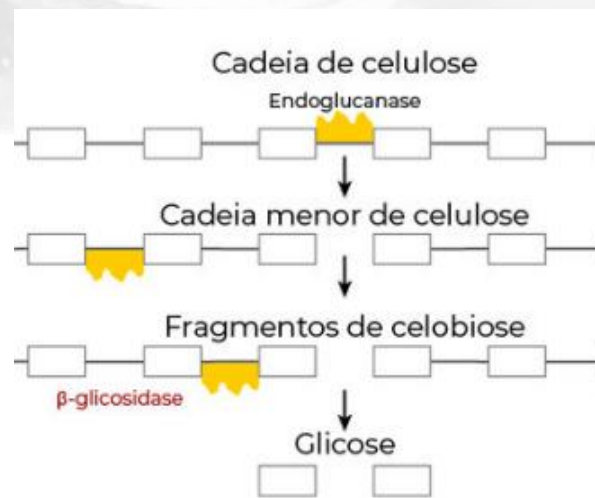 Cadeia de celulose
Endoglucanase
Cadeia menor de celulose
Fragmentos de celobiose
β-glicosidase
Glicose